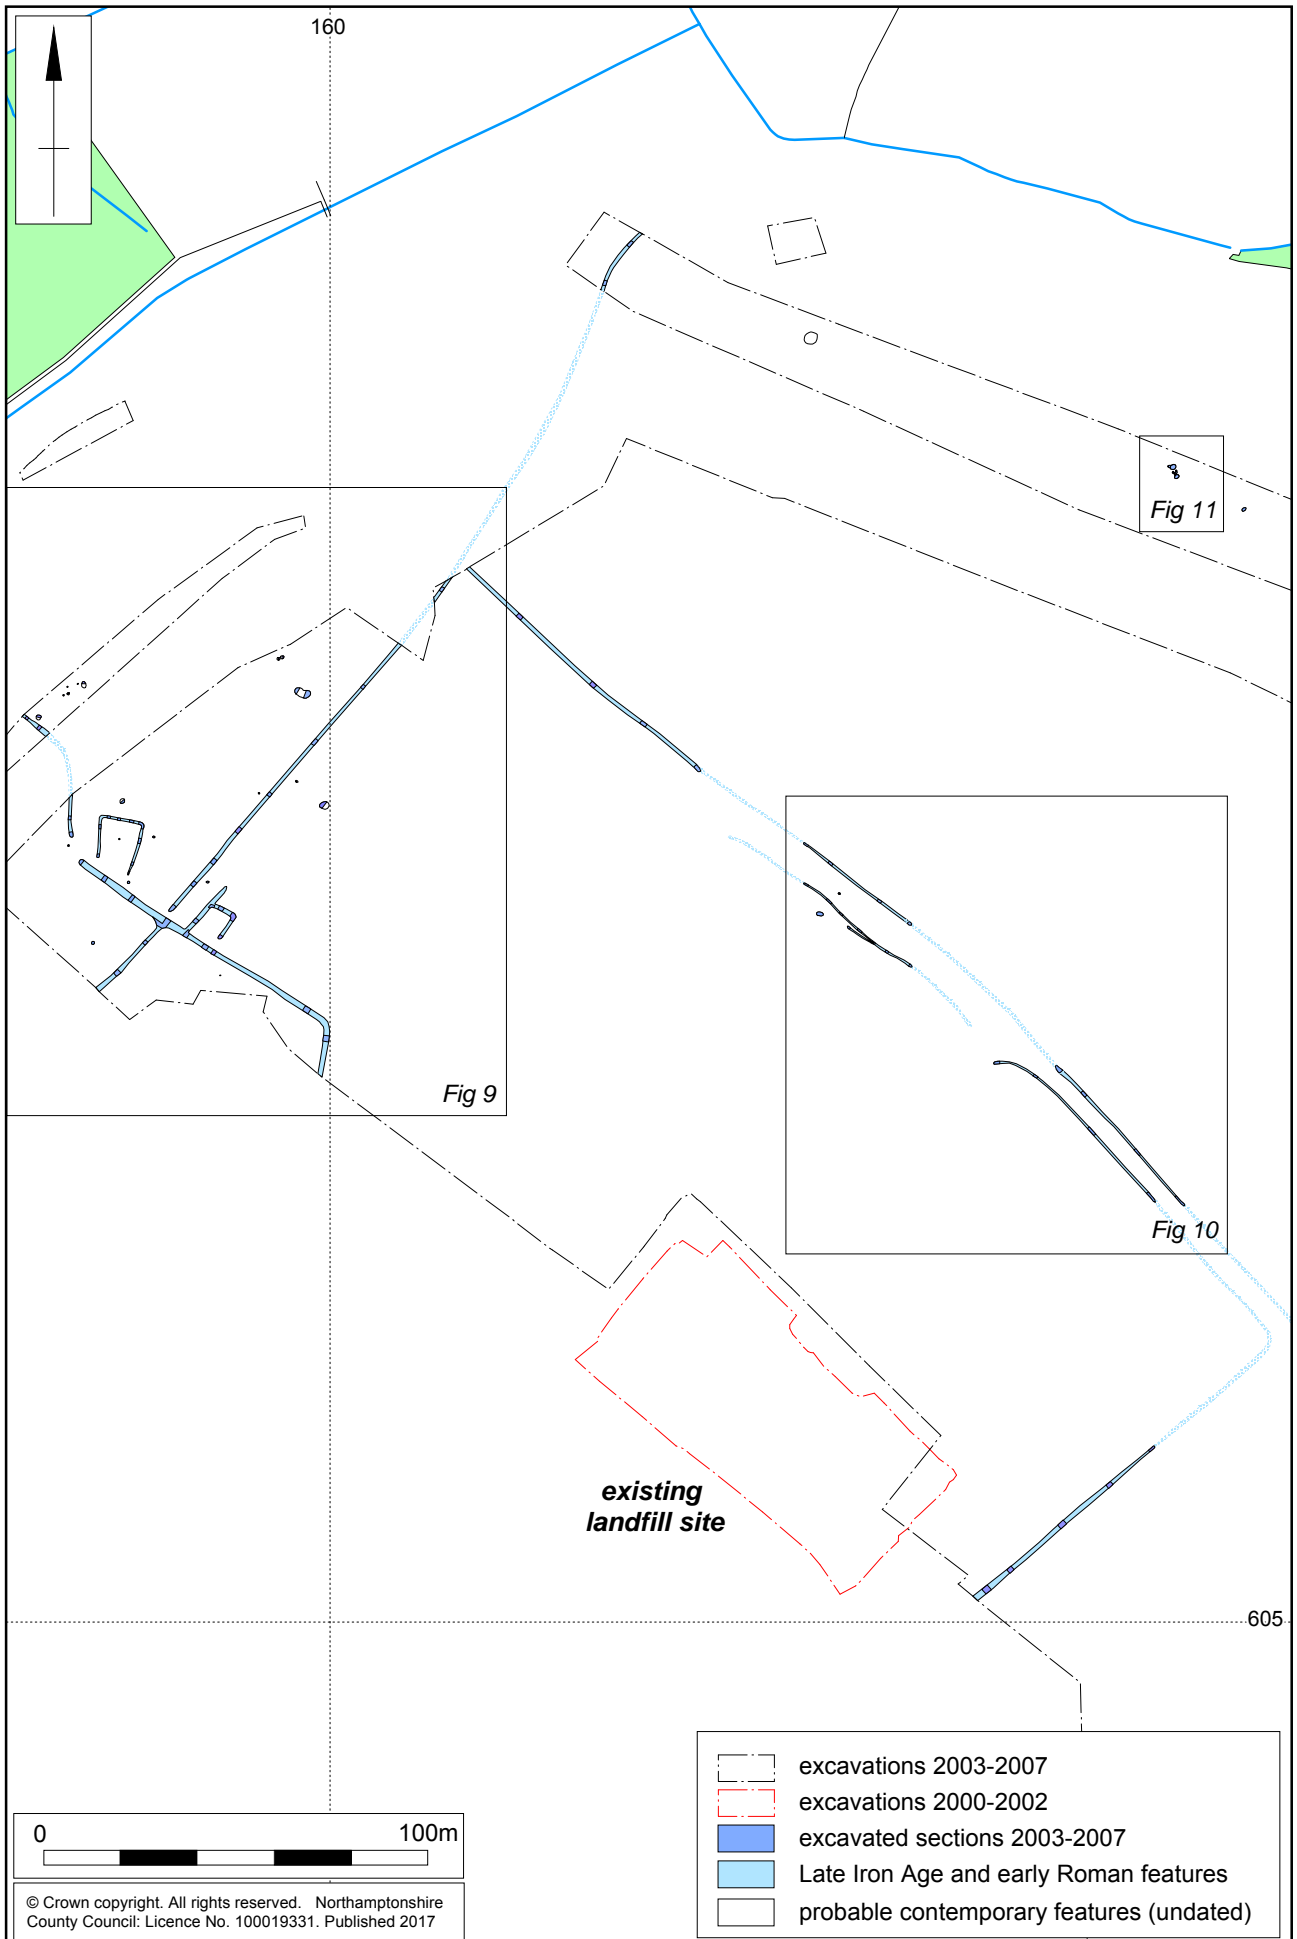 160
Fig 11
Fig 9
Fig 10
existing
landfill site
605
excavations 2003-2007
excavations 2000-2002
excavated sections 2003-2007
Late Iron Age and early Roman features
probable contemporary features (undated)
0 100m
© Crown copyright. All rights reserved. Northamptonshire
County Council: Licence No. 100019331. Published 2017